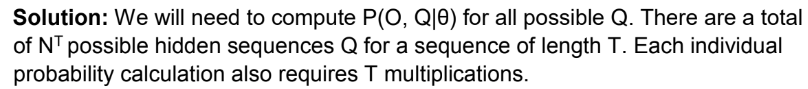 Solution: We will need to compute P(O, Q|θ) for all possible Q. There are a total
of Nᵀ possible hidden sequences Q for a sequence of length T. Each individual
probability calculation also requires T multiplications.